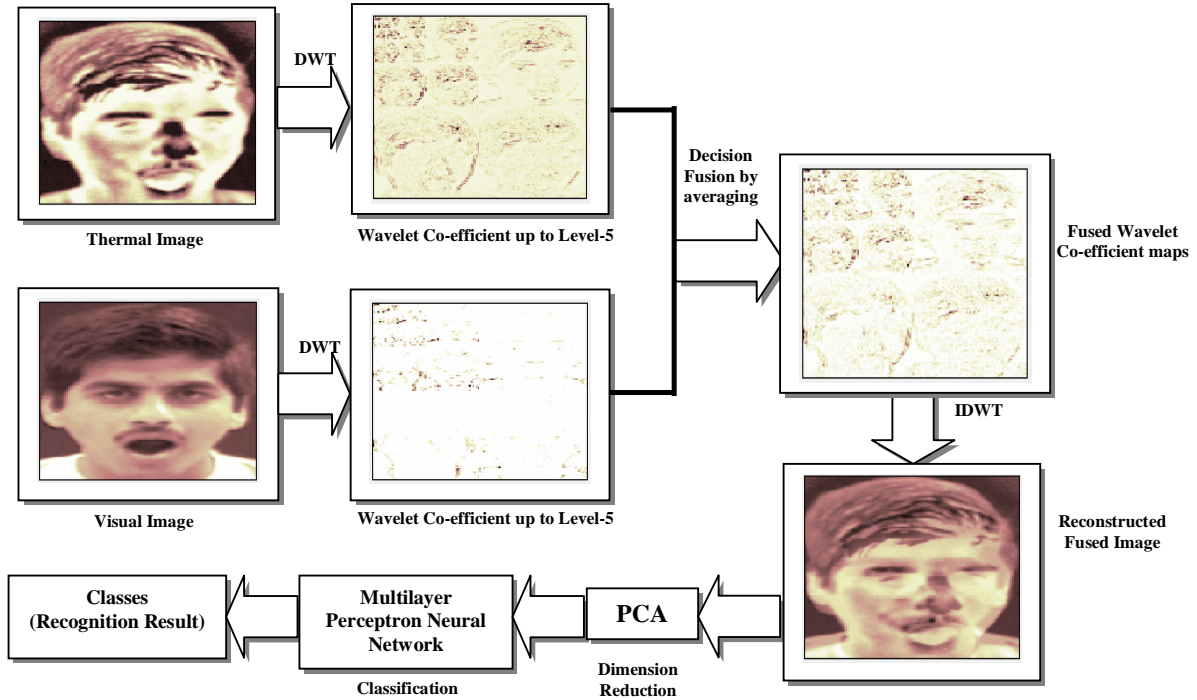 DWT
Thermal Image
Wavelet Co-efficient up to Level-5
Decision
Fusion by
averaging
Fused Wavelet
Co-efficient maps
DWT
Visual Image
Wavelet Co-efficient up to Level-5
IDWT
Reconstructed
Fused Image
Classes
(Recognition Result)
Multilayer
Perceptron Neural
Network
Classification
PCA
Dimension
Reduction